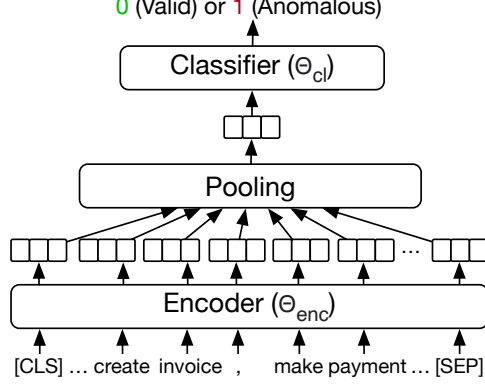 0 (Valid) or 1 (Anomalous)
Classifier (Θcl)
Pooling
...
Encoder (Θenc)
[CLS] ... create invoice , make payment ... [SEP]